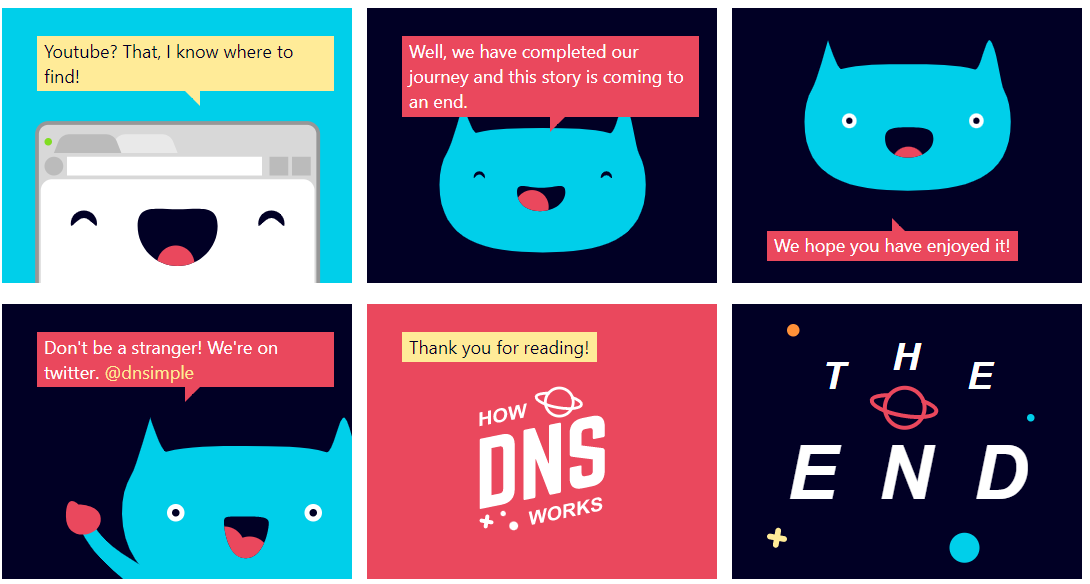 Youtube? That, I know where to
find!
Well, we have completed our
journey and this story is coming to
an end.
We hope you have enjoyed it!
Don't be a stranger! We're on
twitter. @dnsimple
Thank you for reading!
HOW
DNS
WORKS
THE
END